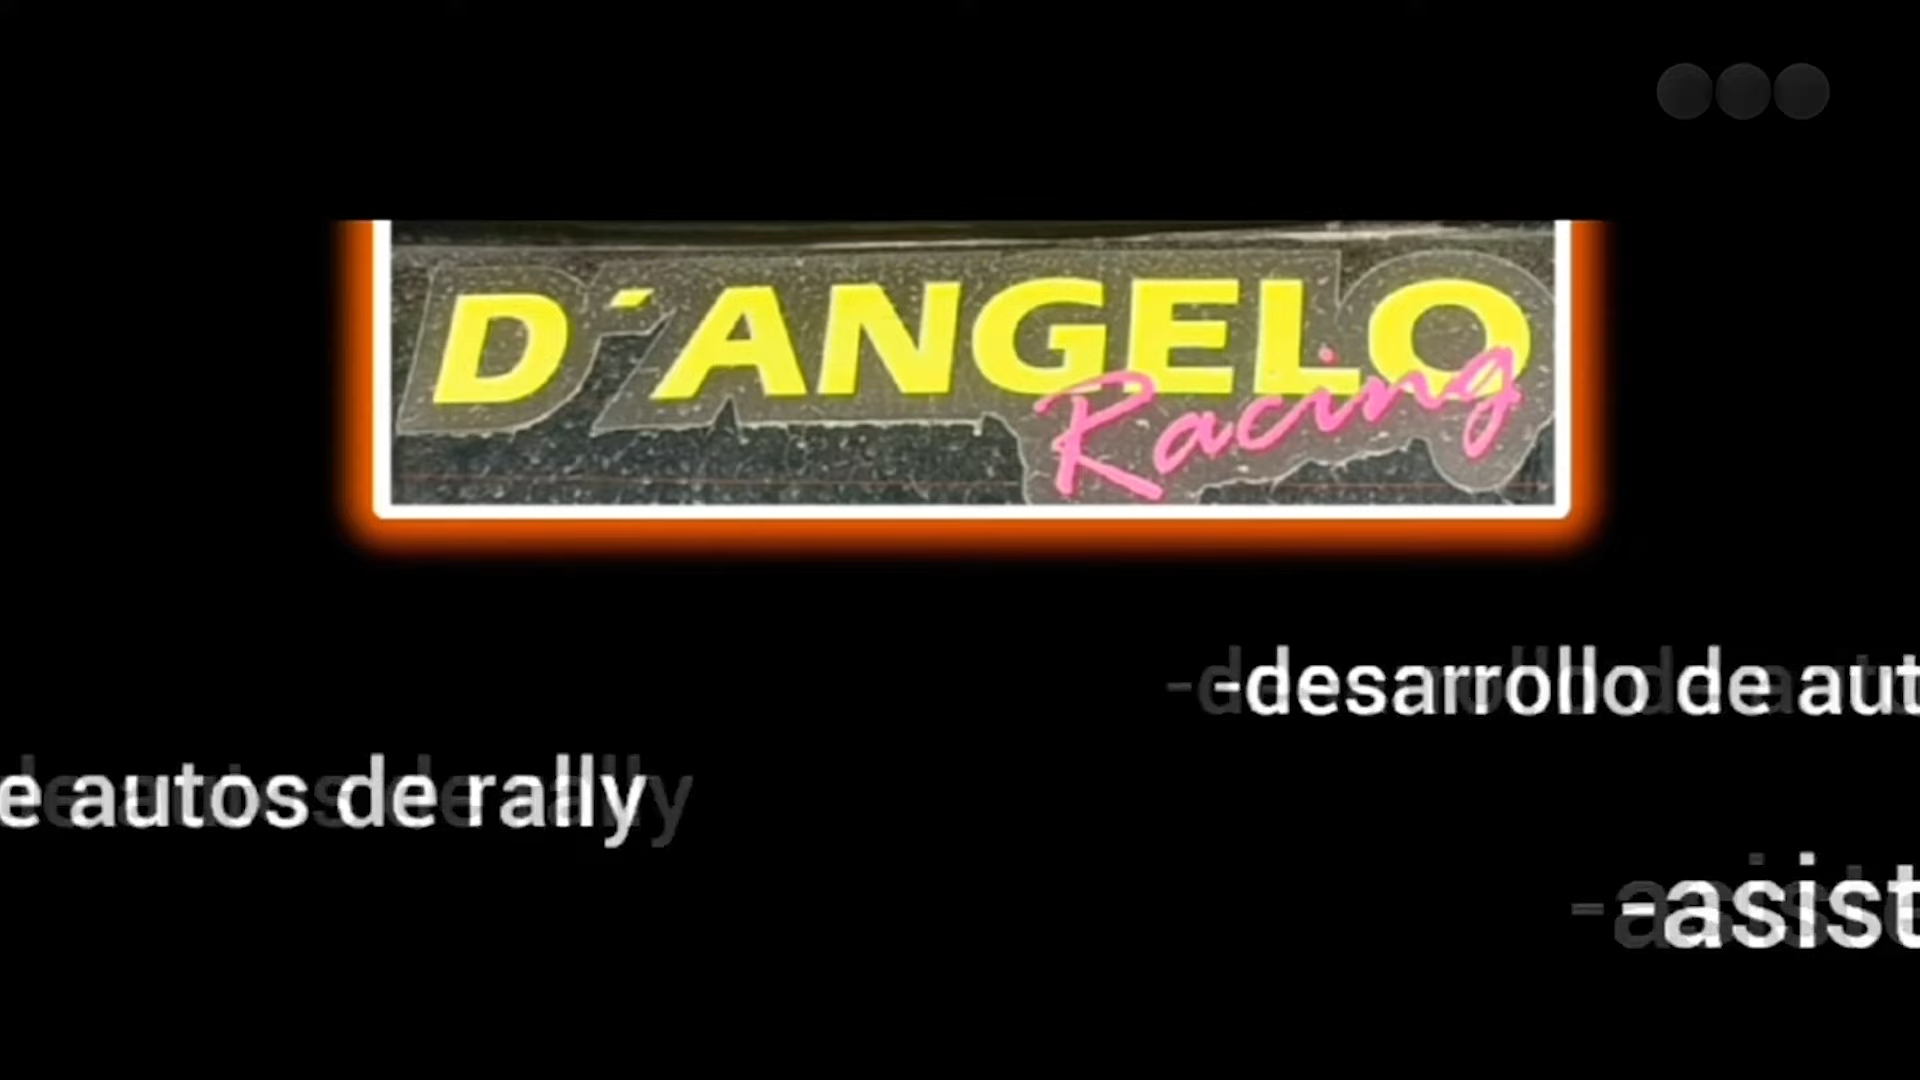 D´ANGELO
Racing
-desarrollo de aut
e autos de rally
-asist